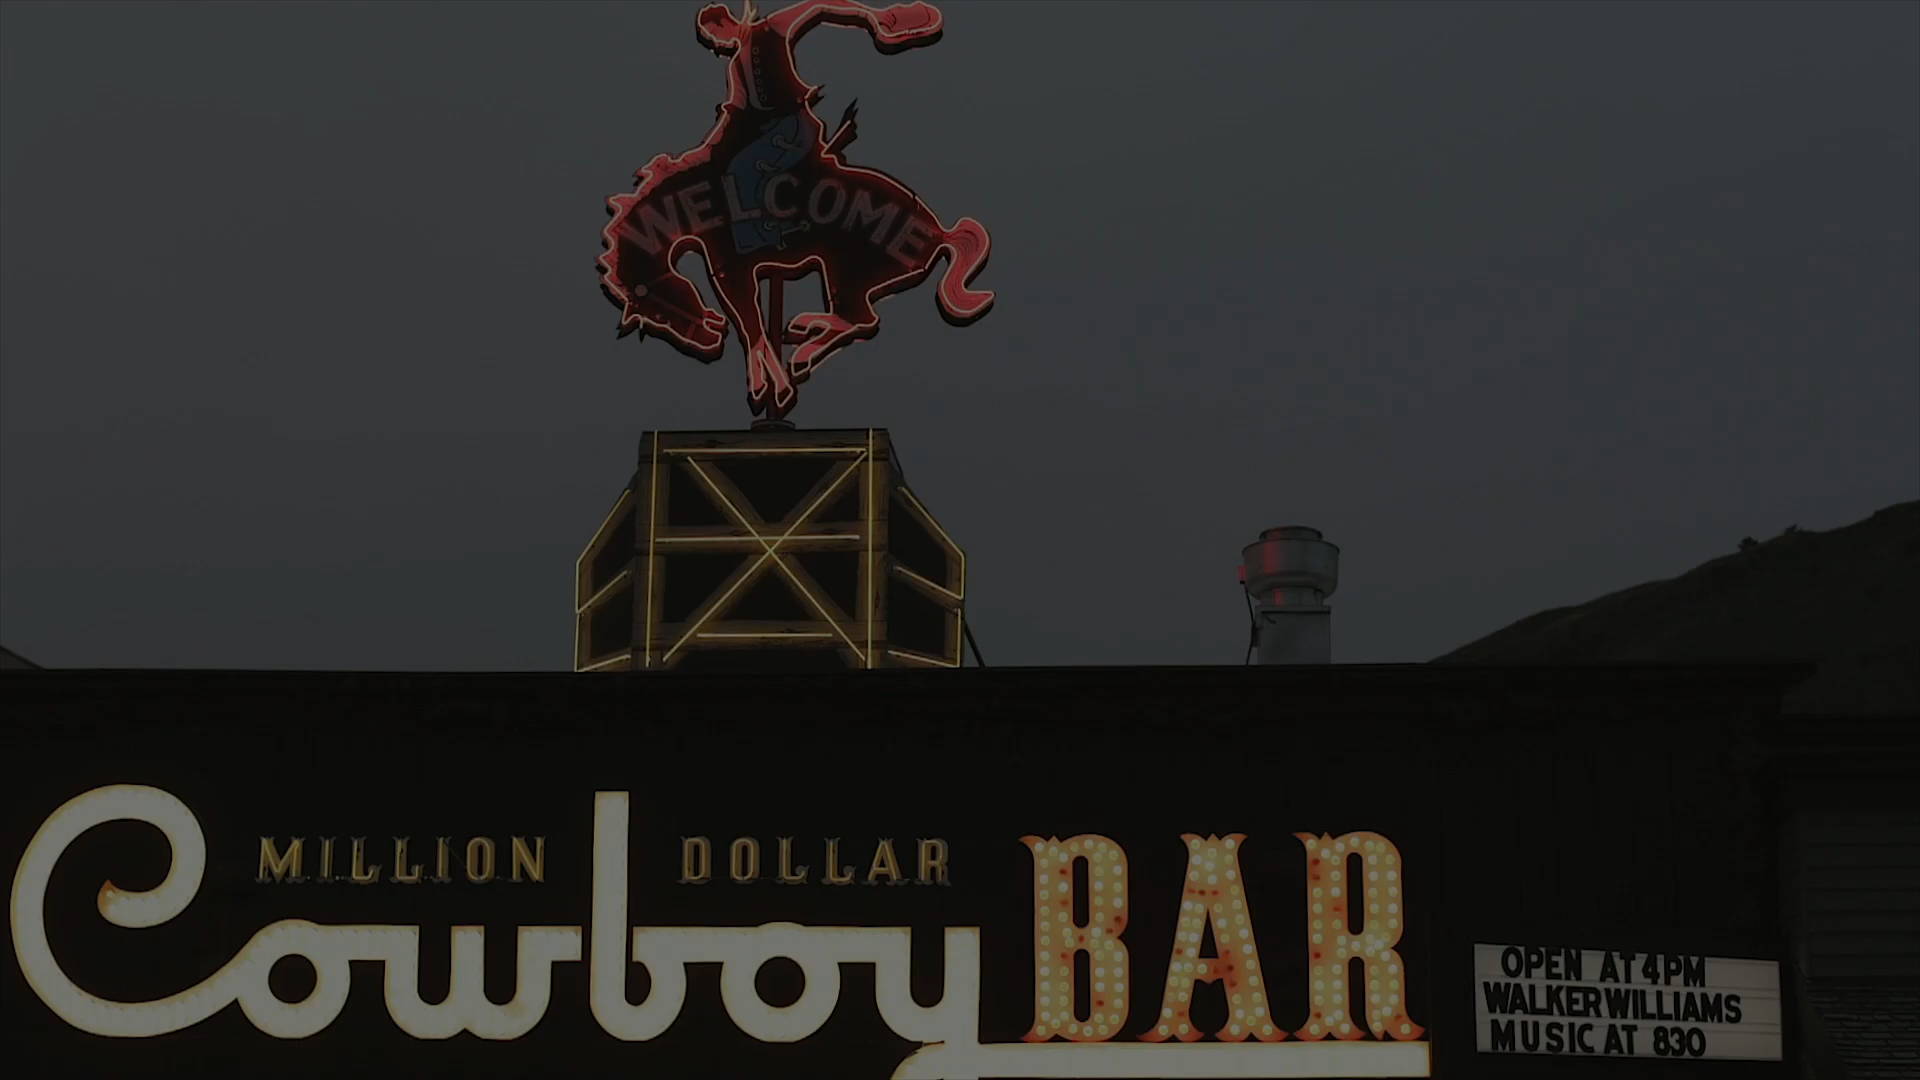 WELCOME
MILLION DOLLAR
Cowboy BAR
OPEN AT 4PM
WALKER WILLIAMS
MUSIC AT 830